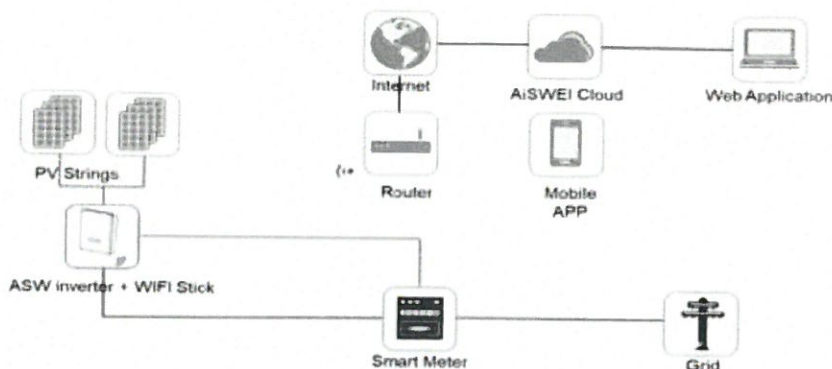 Internet
AiSWEI Cloud
Web Application
PV Strings
Router
Mobile
APP
ASW inverter + WIFI Stick
Smart Meter
Grid